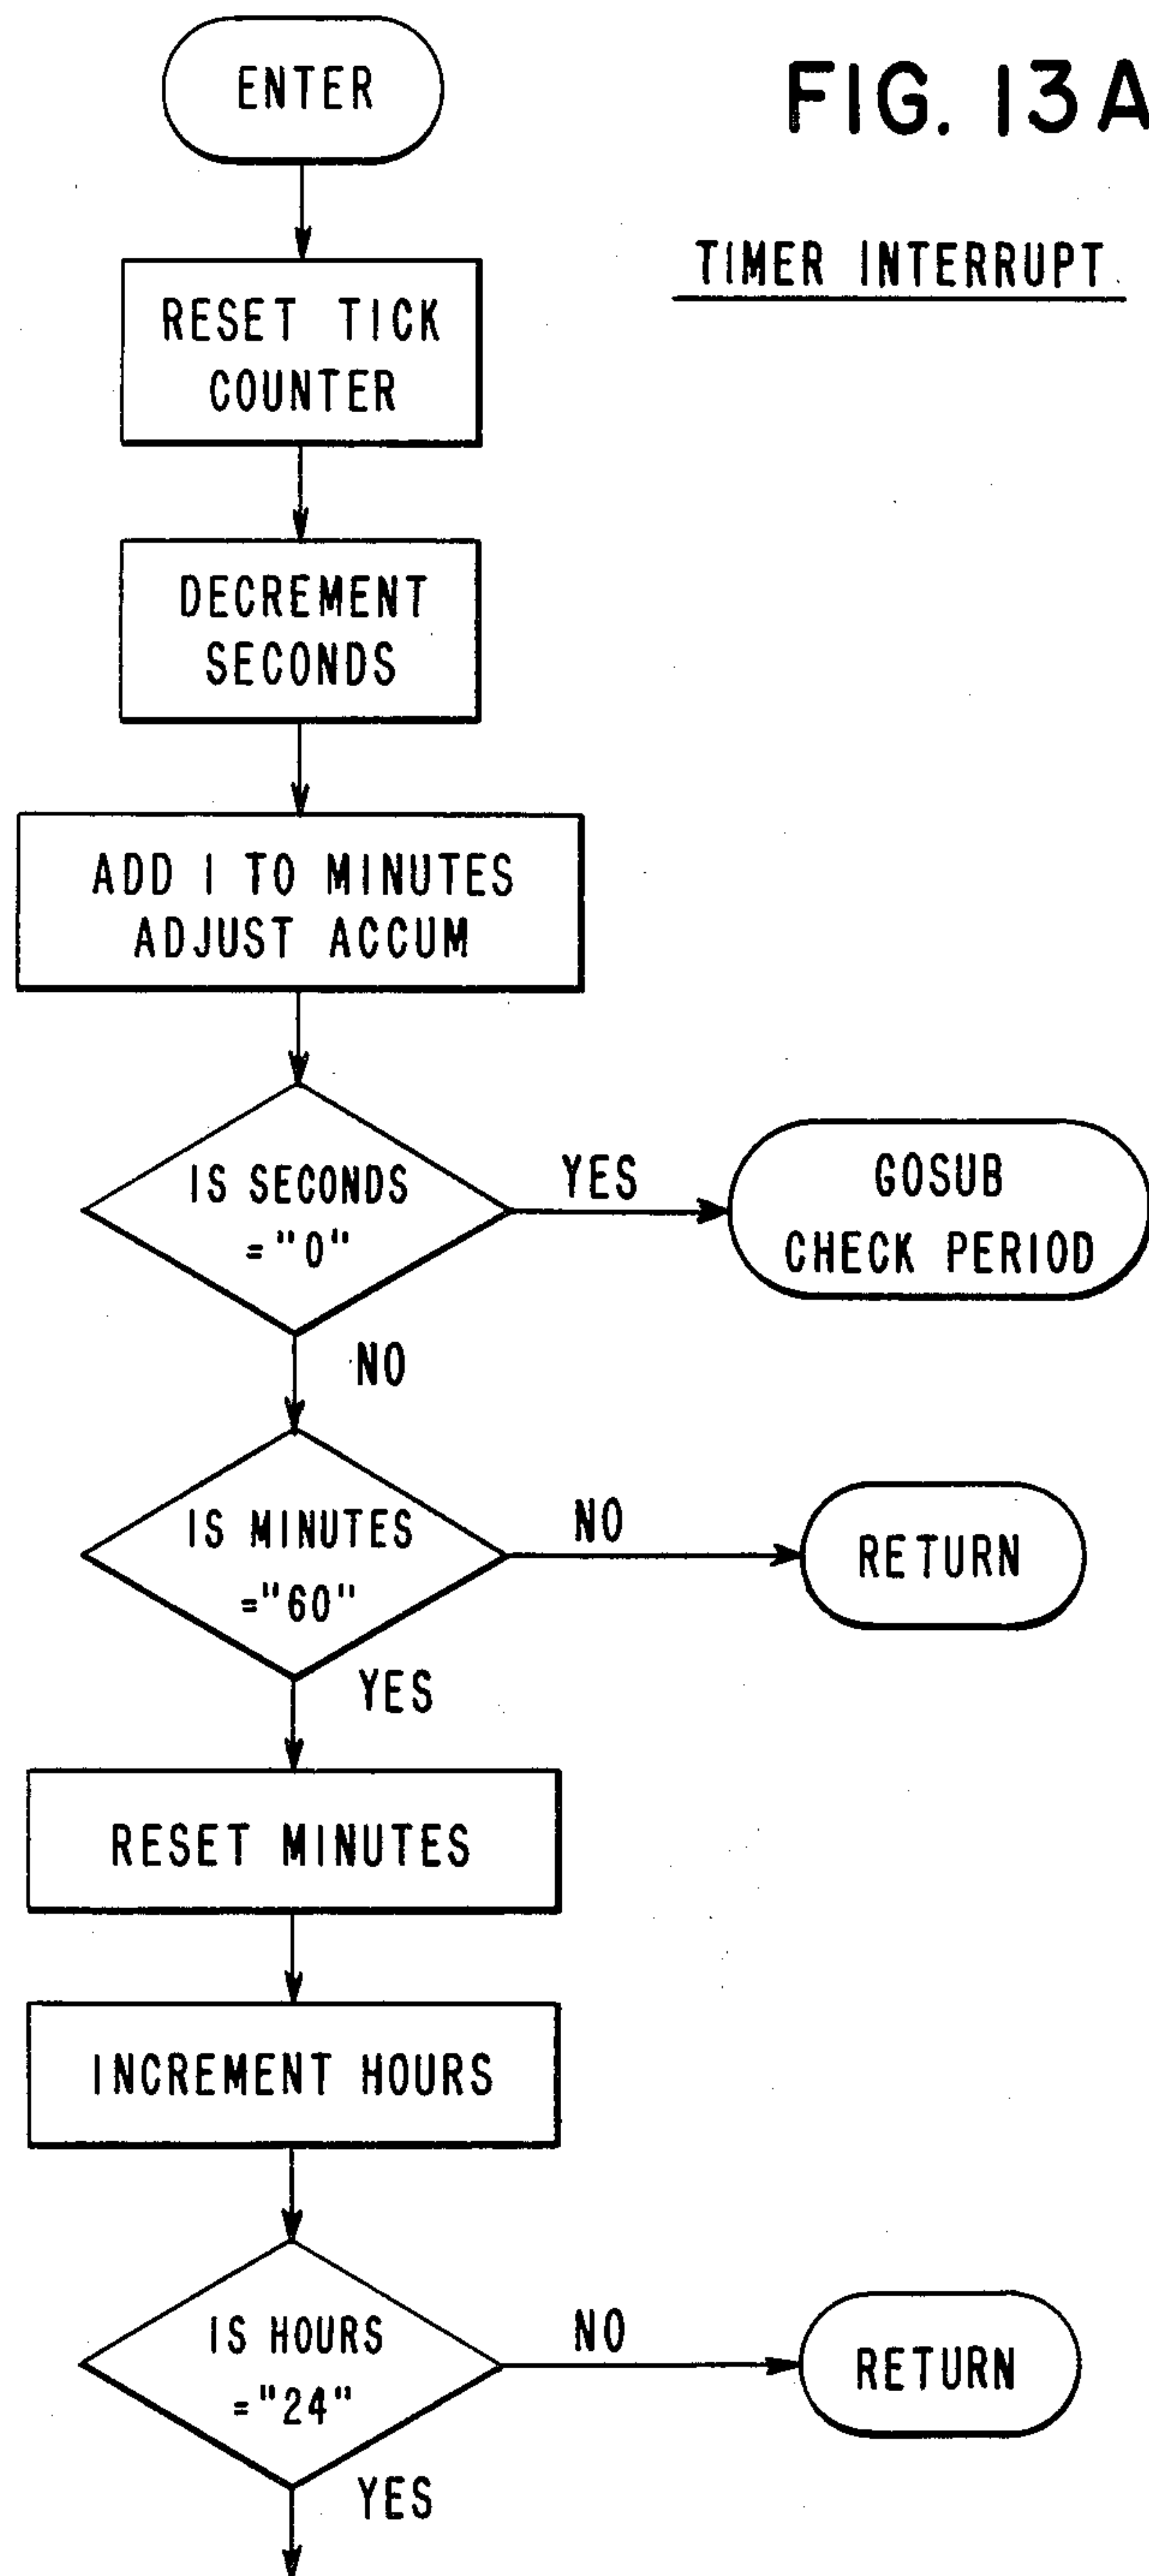 ENTER
FIG. 13A
TIMER INTERRUPT
RESET TICK
COUNTER
DECREMENT
SECONDS
ADD 1 TO MINUTES
ADJUST ACCUM
IS SECONDS
="0"
YES
GOSUB
CHECK PERIOD
NO
IS MINUTES
="60"
NO
RETURN
YES
RESET MINUTES
INCREMENT HOURS
IS HOURS
="24"
NO
RETURN
YES